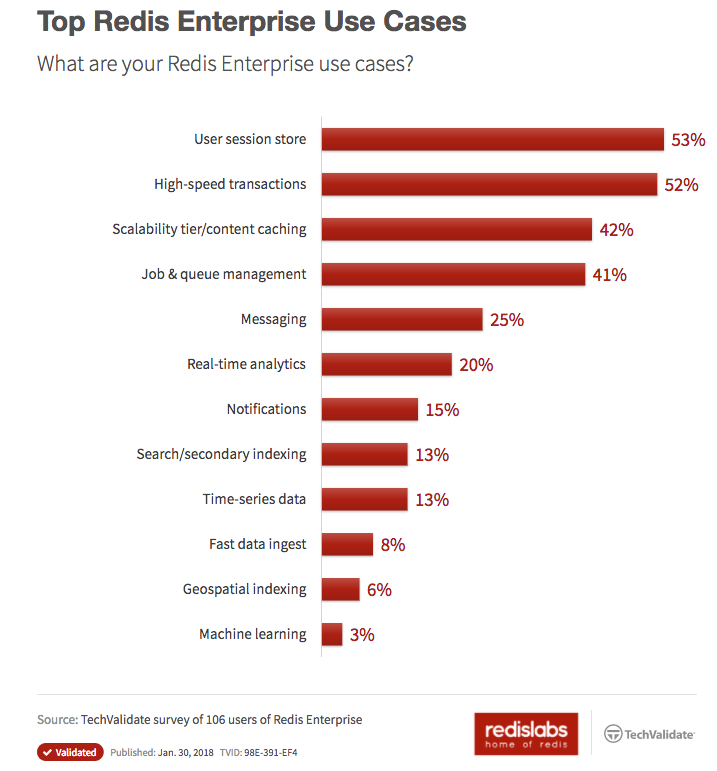 Top Redis Enterprise Use Cases
What are your Redis Enterprise use cases?
User session store 53%
High-speed transactions 52%
Scalability tier/content caching 42%
Job & queue management 41%
Messaging 25%
Real-time analytics 20%
Notifications 15%
Search/secondary indexing 13%
Time-series data 13%
Fast data ingest 8%
Geospatial indexing 6%
Machine learning 3%
Source: TechValidate survey of 106 users of Redis Enterprise
Validated Published: Jan. 30, 2018 TVID: 98E-391-EF4
redislabs
home of redis
TechValidate